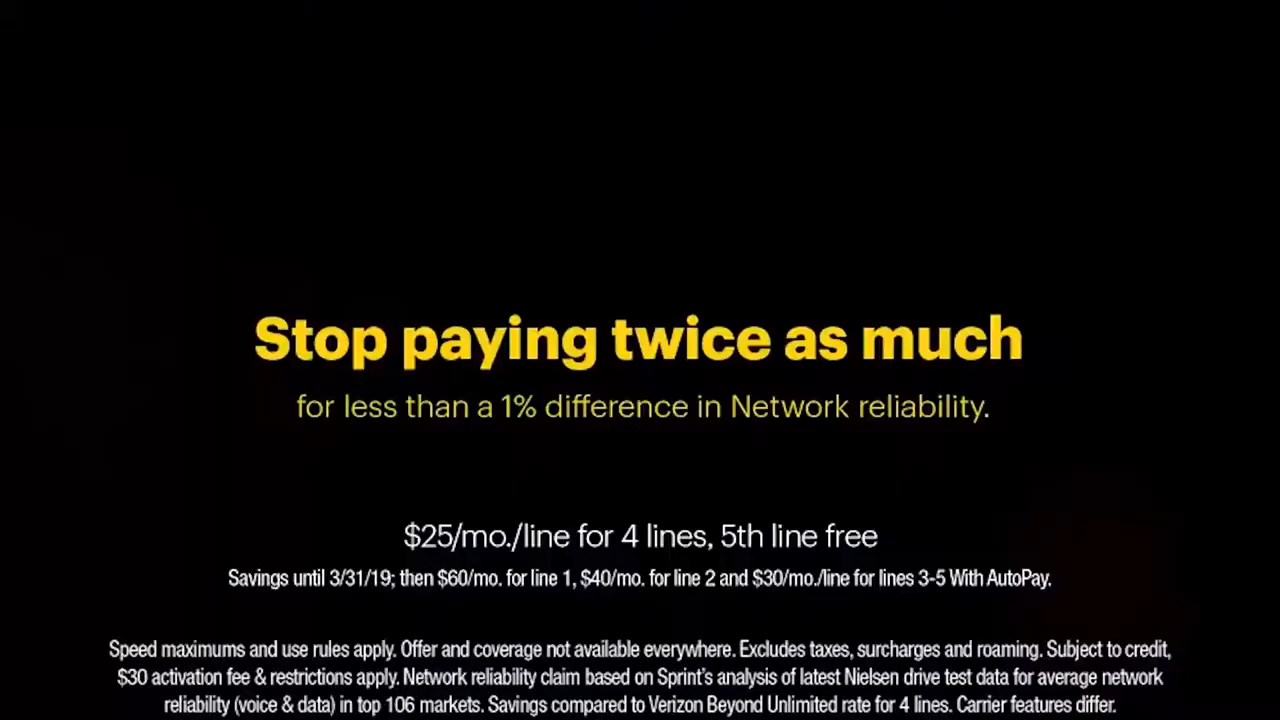 Stop paying twice as much
for less than a 1% difference in Network reliability.
$25/mo./line for 4 lines, 5th line free
Savings until 3/31/19; then $60/mo. for line 1, $40/mo. for line 2 and $30/mo./line for lines 3-5 With AutoPay.
Speed maximums and use rules apply. Offer and coverage not available everywhere. Excludes taxes, surcharges and roaming. Subject to credit,
$30 activation fee & restrictions apply. Network reliability claim based on Sprint's analysis of latest Nielsen drive test data for average network
reliability (voice & data) in top 106 markets. Savings compared to Verizon Beyond Unlimited rate for 4 lines. Carrier features differ.